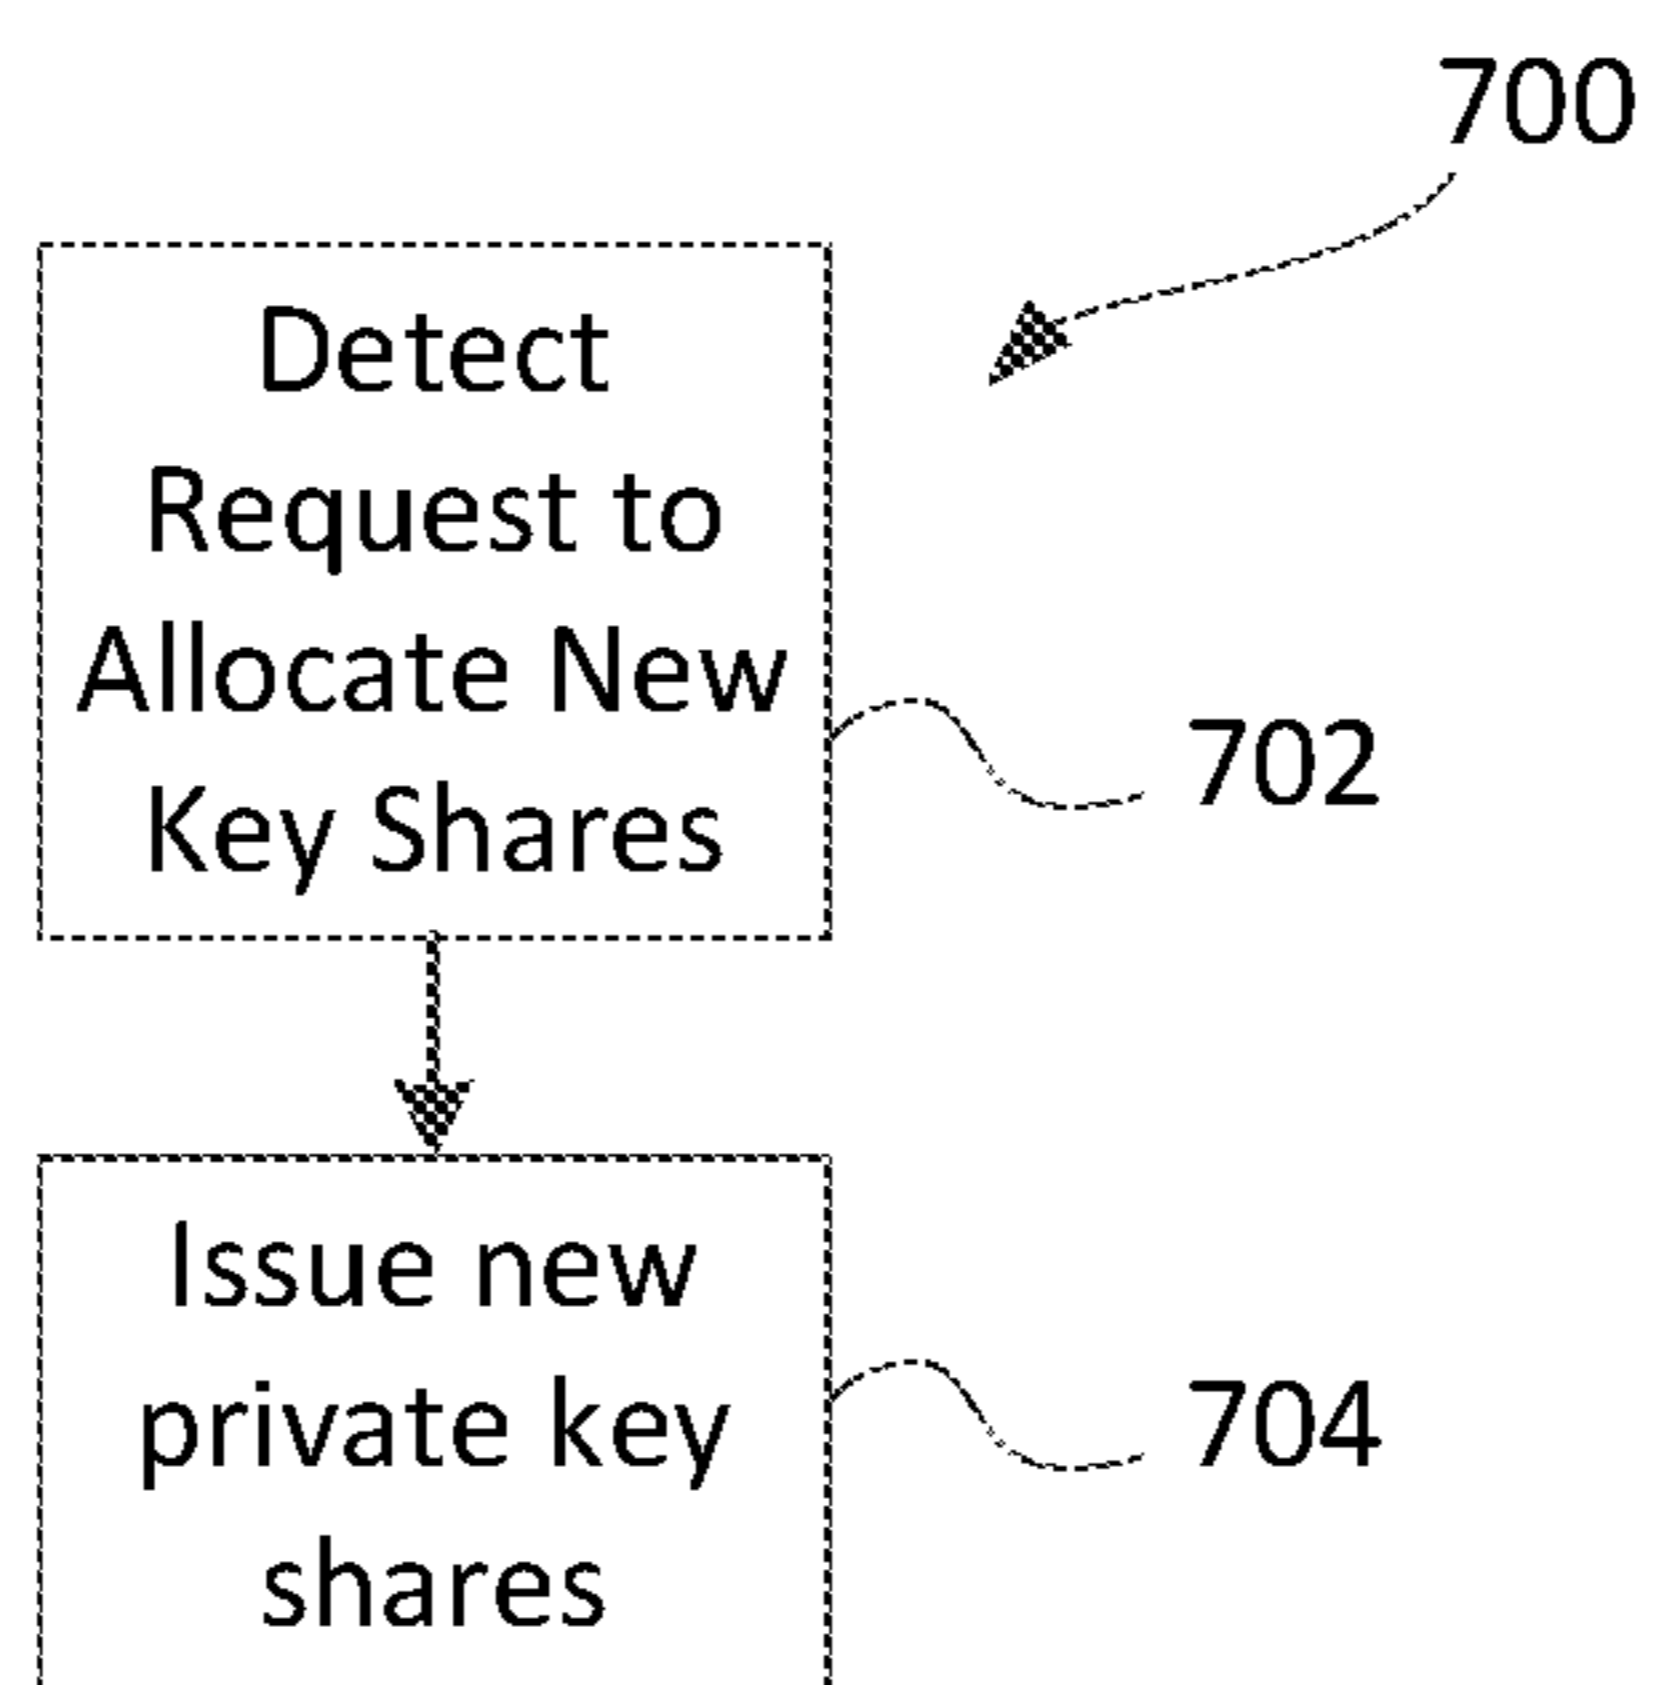 700
Detect
Request to
Allocate New
Key Shares
702
Issue new
private key
shares
704